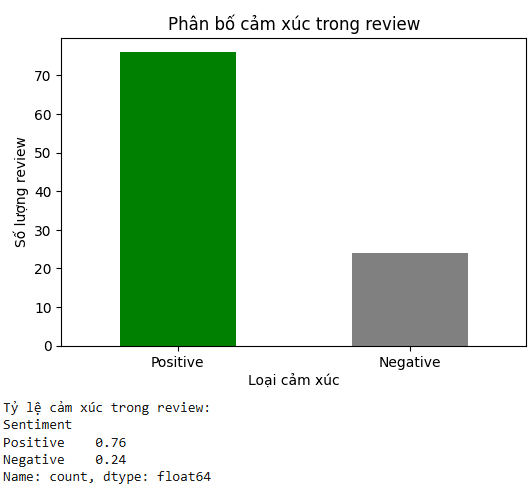 Phân bố cảm xúc trong review
70
60
50
40
30
20
10
0
Số lượng review
Positive
Negative
Loại cảm xúc
Tỷ lệ cảm xúc trong review:
Sentiment
Positive    0.76
Negative    0.24
Name: count, dtype: float64